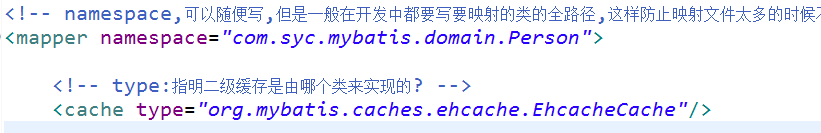 <!-- namespace,可以随便写,但是一般在开发中都要写要映射的类的全路径,这样防止映射文件太多的时候
<mapper namespace="com.syc.mybatis.domain.Person">
<!-- type:指明二级缓存是由哪个类来实现的? -->
<cache type="org.mybatis.caches.ehcache.EhcacheCache"/>